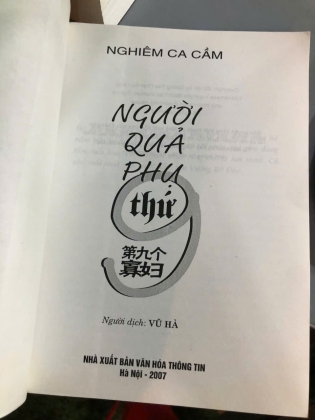 NGHIÊM CA CẦM
NGƯỜI
QUẢ
PHỤ
thứ
9
第九个
寡妇
Người dịch: VŨ HÀ
NHÀ XUẤT BẢN VĂN HÓA THÔNG TIN
Hà Nội - 2007